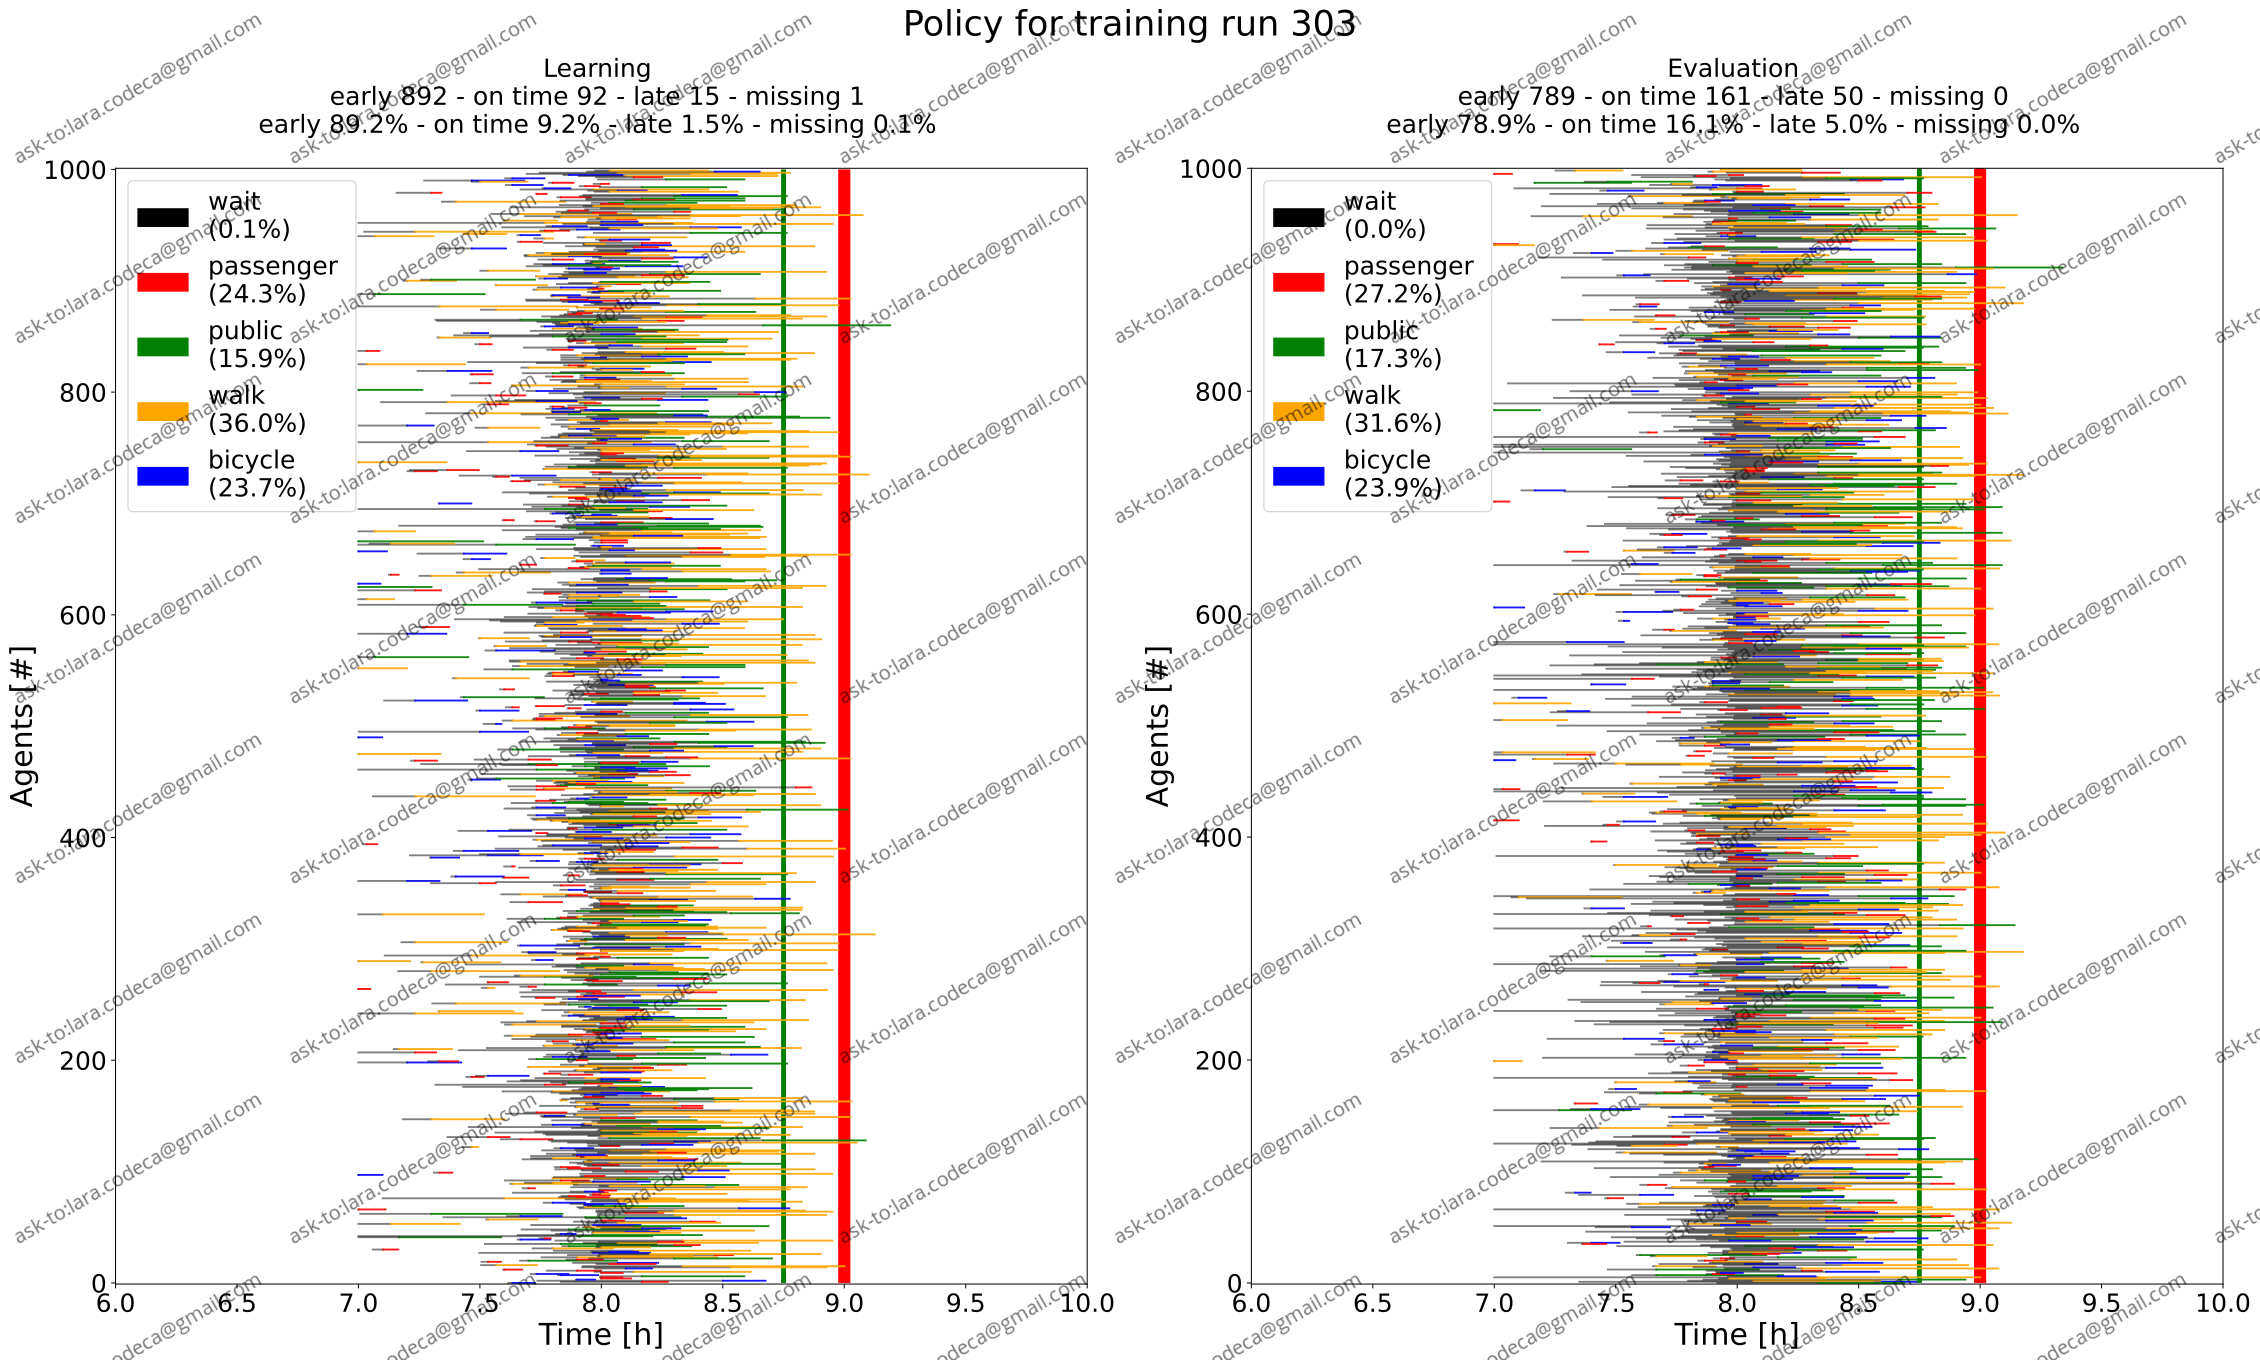 Policy for training run 303
Learning
early 892 - on time 92 - late 15 - missing 1
early 89.2% - on time 9.2% - late 1.5% - missing 0.1%
1000
800
600
400
200
0
Agents [#]
wait
(0.1%)
passenger
(24.3%)
public
(15.9%)
walk
(36.0%)
bicycle
(23.7%)
6.0 6.5 7.0 7.5 8.0 8.5 9.0 9.5 10.0
Time [h]
Evaluation
early 789 - on time 161 - late 50 - missing 0
early 78.9% - on time 16.1% - late 5.0% - missing 0.0%
1000
800
600
400
200
0
Agents [#]
wait
(0.0%)
passenger
(27.2%)
public
(17.3%)
walk
(31.6%)
bicycle
(23.9%)
6.0 6.5 7.0 7.5 8.0 8.5 9.0 9.5 10.0
Time [h]
ask-to:lara.codeca@gmail.com